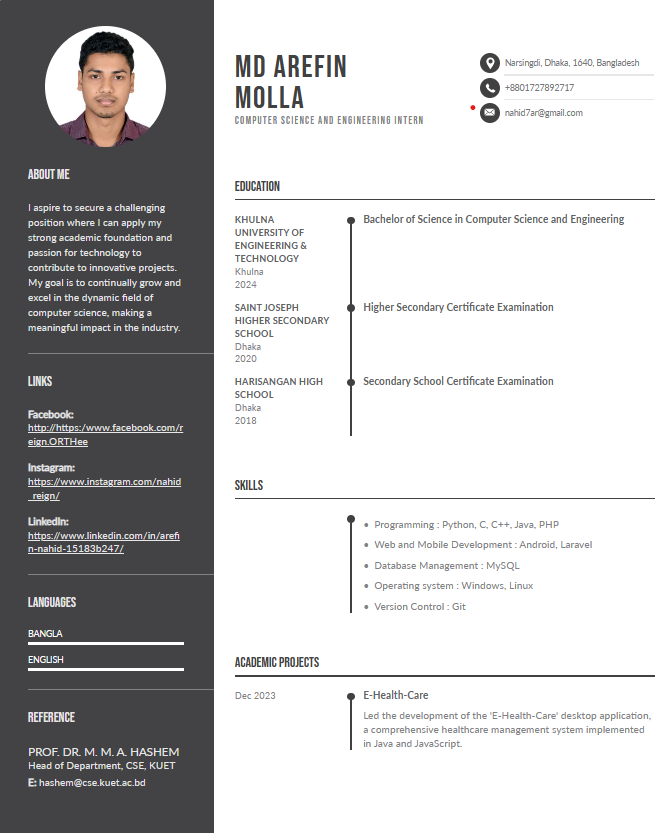 MD AREFIN
MOLLA
COMPUTER SCIENCE AND ENGINEERING INTERN
Narsingdi, Dhaka, 1640, Bangladesh
+8801727892717
nahid7ar@gmail.com
ABOUT ME
I aspire to secure a challenging
position where I can apply my
strong academic foundation and
passion for technology to
contribute to innovative projects.
My goal is to continually grow and
excel in the dynamic field of
computer science, making a
meaningful impact in the industry.
LINKS
Facebook:
http://https:/www.facebook.com/r
eign.ORTHee
Instagram:
https://www.instagram.com/nahid
_reign/
LinkedIn:
https://www.linkedin.com/in/arefi
n-nahid-15183b247/
LANGUAGES
BANGLA
ENGLISH
REFERENCE
PROF. DR. M. M. A. HASHEM
Head of Department, CSE, KUET
E: hashem@cse.kuet.ac.bd
EDUCATION
KHULNA
UNIVERSITY OF
ENGINEERING &
TECHNOLOGY
Khulna
2024
Bachelor of Science in Computer Science and Engineering
SAINT JOSEPH
HIGHER SECONDARY
SCHOOL
Dhaka
2020
Higher Secondary Certificate Examination
HARISANGAN HIGH
SCHOOL
Dhaka
2018
Secondary School Certificate Examination
SKILLS
• Programming : Python, C, C++, Java, PHP
• Web and Mobile Development : Android, Laravel
• Database Management : MySQL
• Operating system : Windows, Linux
• Version Control : Git
ACADEMIC PROJECTS
Dec 2023
E-Health-Care
Led the development of the 'E-Health-Care' desktop application,
a comprehensive healthcare management system implemented
in Java and JavaScript.